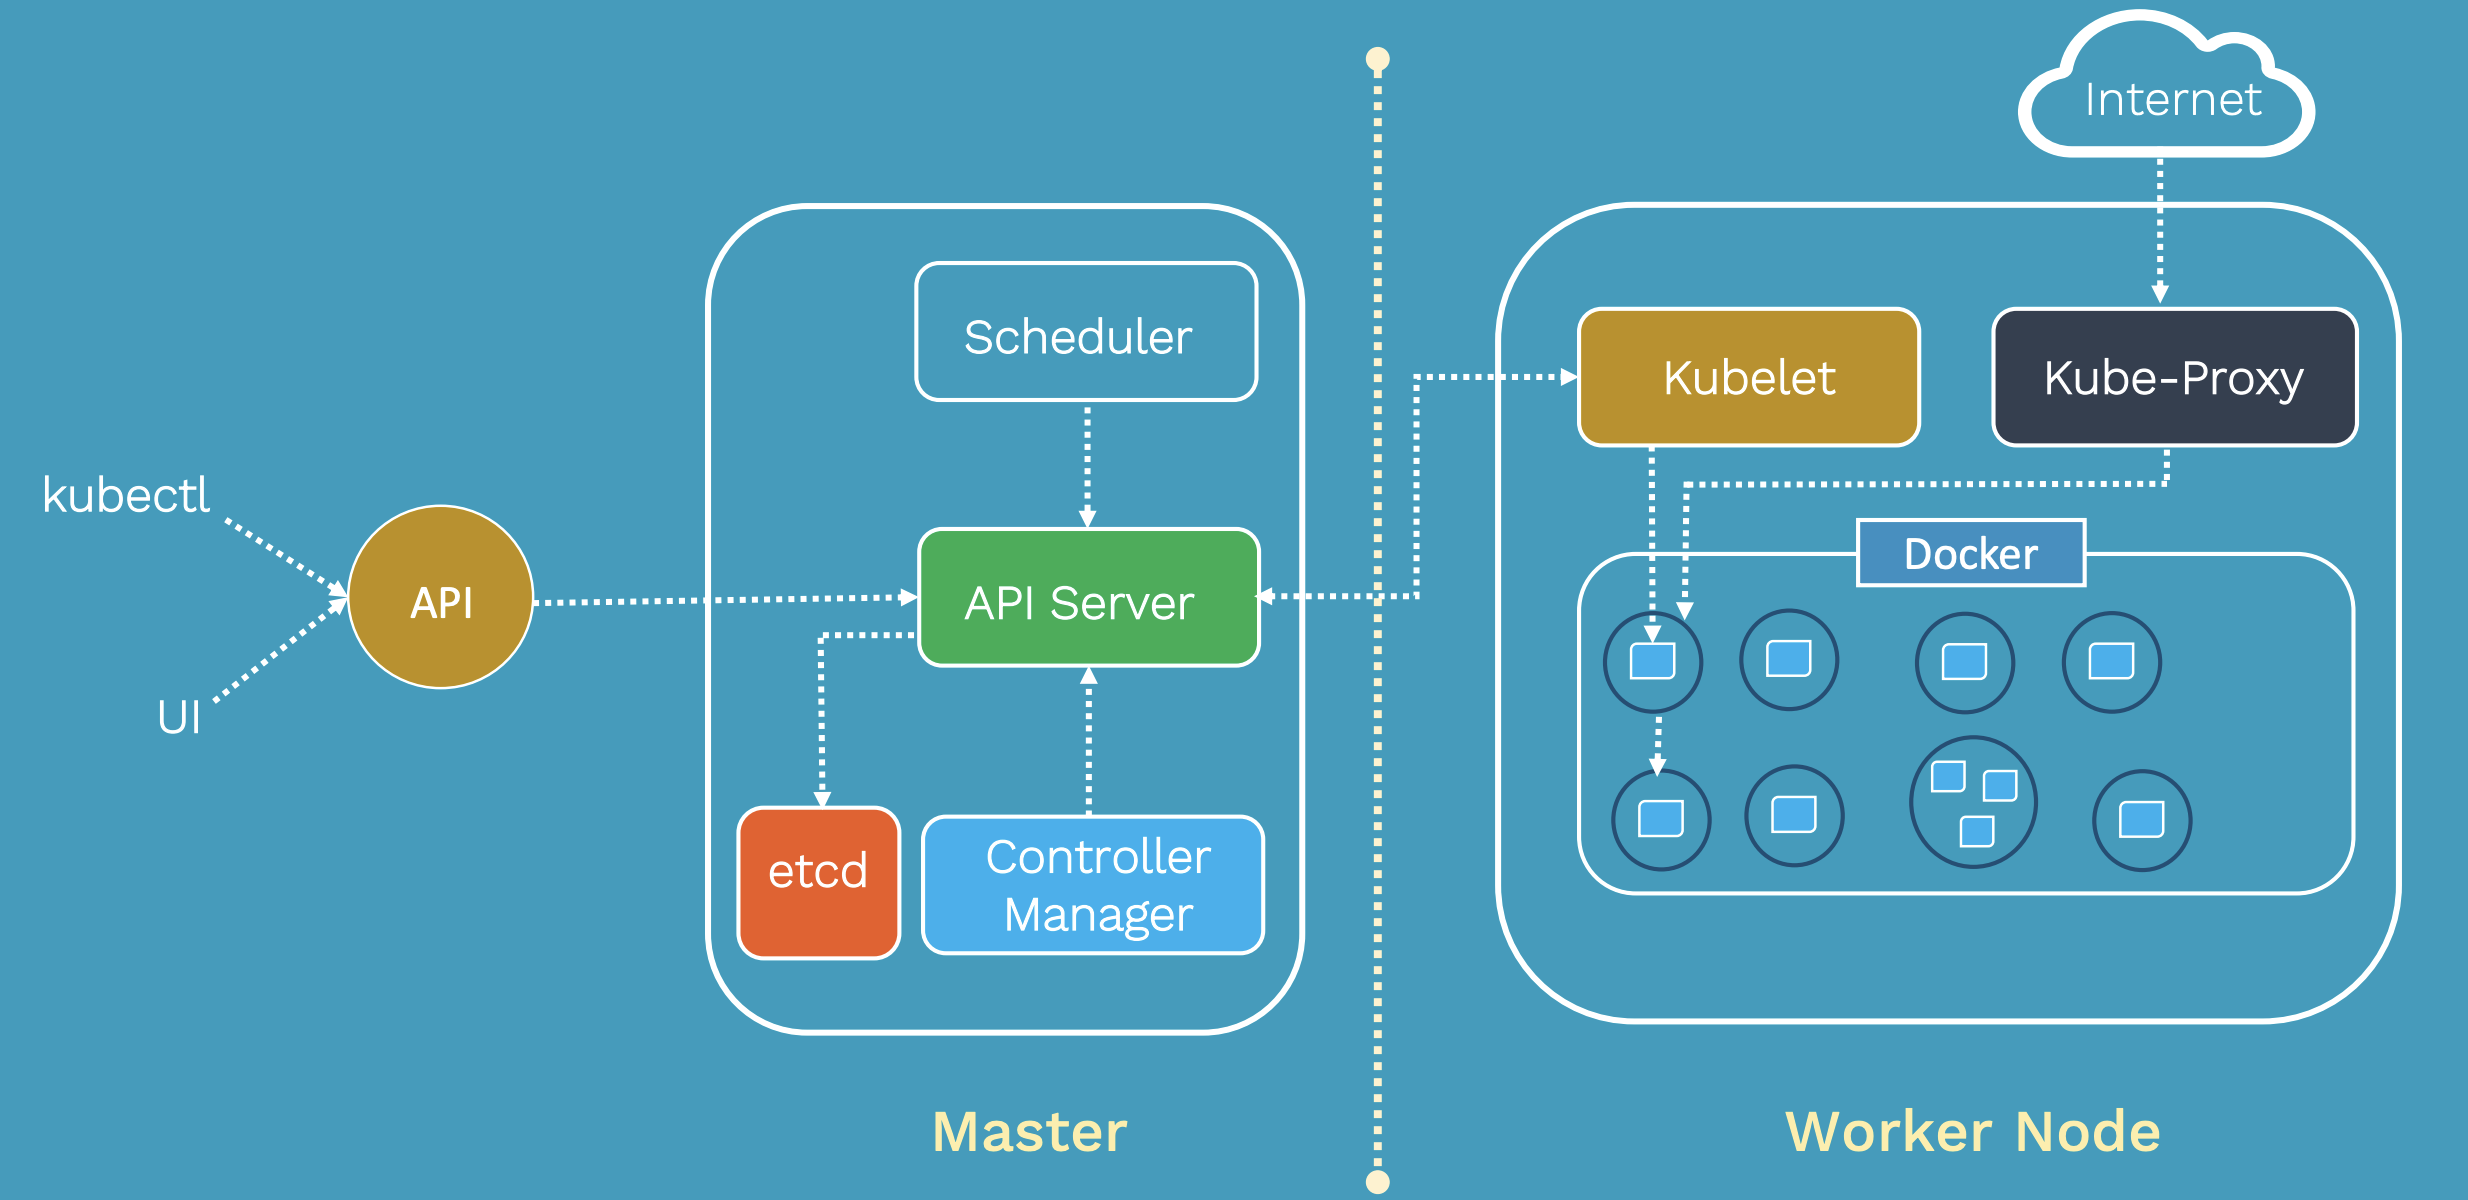 Internet
Scheduler
Kubelet
Kube-Proxy
kubectl
Docker
API
API Server
UI
etcd
Controller
Manager
Master
Worker Node